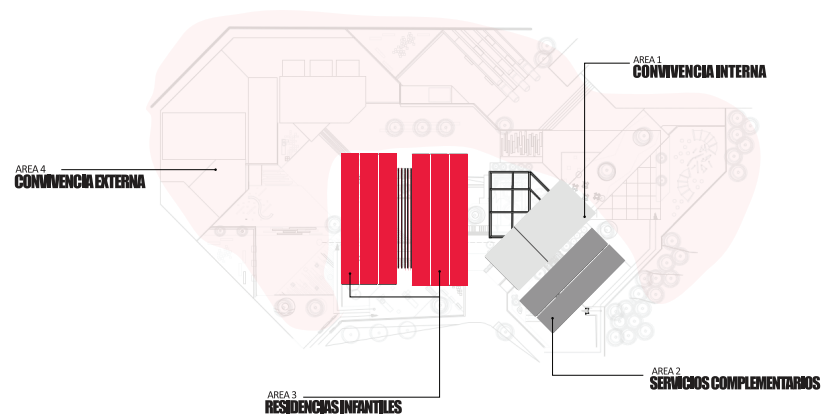 AREA 1
CONVIVENCIA INTERNA
AREA 4
CONVIVENCIA EXTERNA
AREA 2
SERVICIOS COMPLEMENTARIOS
AREA 3
RESIDENCIAS INFANTILES